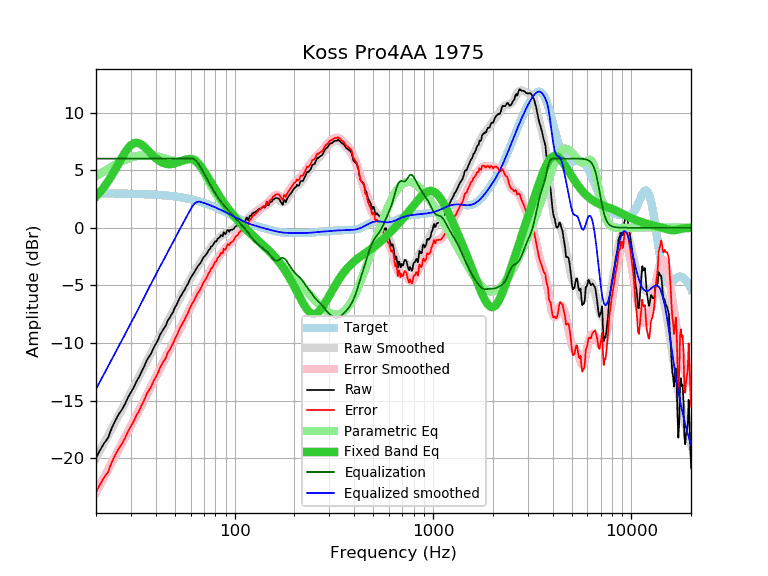 Koss Pro4AA 1975
10
5
0
−5
−10
−15
−20
Amplitude (dBr)
Target
Raw Smoothed
Error Smoothed
Raw
Error
Parametric Eq
Fixed Band Eq
Equalization
Equalized smoothed
100 1000 10000
Frequency (Hz)